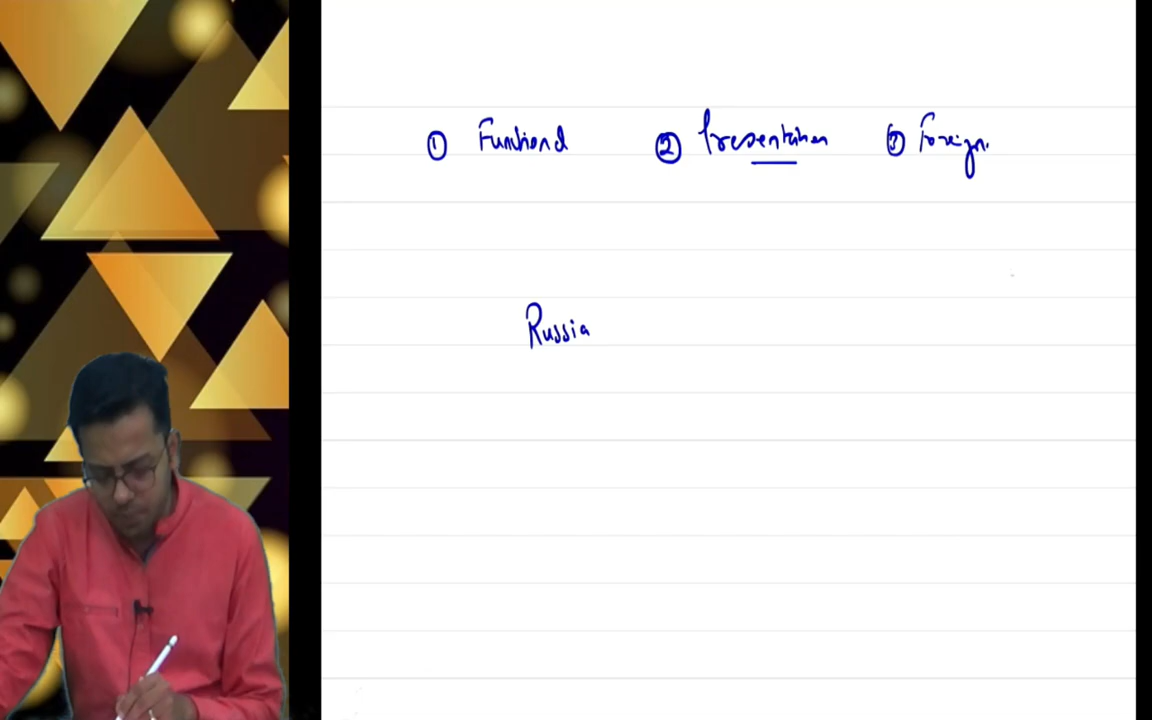 ① Functional ② Presentation ③ Foreign.
Russia